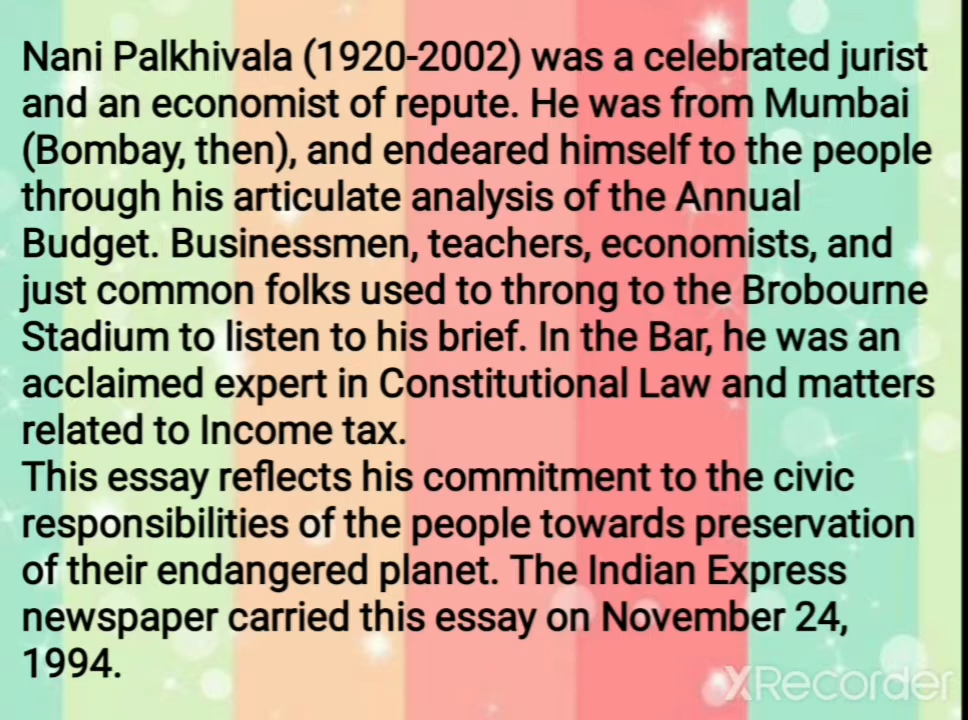 Nani Palkhivala (1920-2002) was a celebrated jurist
and an economist of repute. He was from Mumbai
(Bombay, then), and endeared himself to the people
through his articulate analysis of the Annual
Budget. Businessmen, teachers, economists, and
just common folks used to throng to the Brobourne
Stadium to listen to his brief. In the Bar, he was an
acclaimed expert in Constitutional Law and matters
related to Income tax.
This essay reflects his commitment to the civic
responsibilities of the people towards preservation
of their endangered planet. The Indian Express
newspaper carried this essay on November 24,
1994.
XRecorder